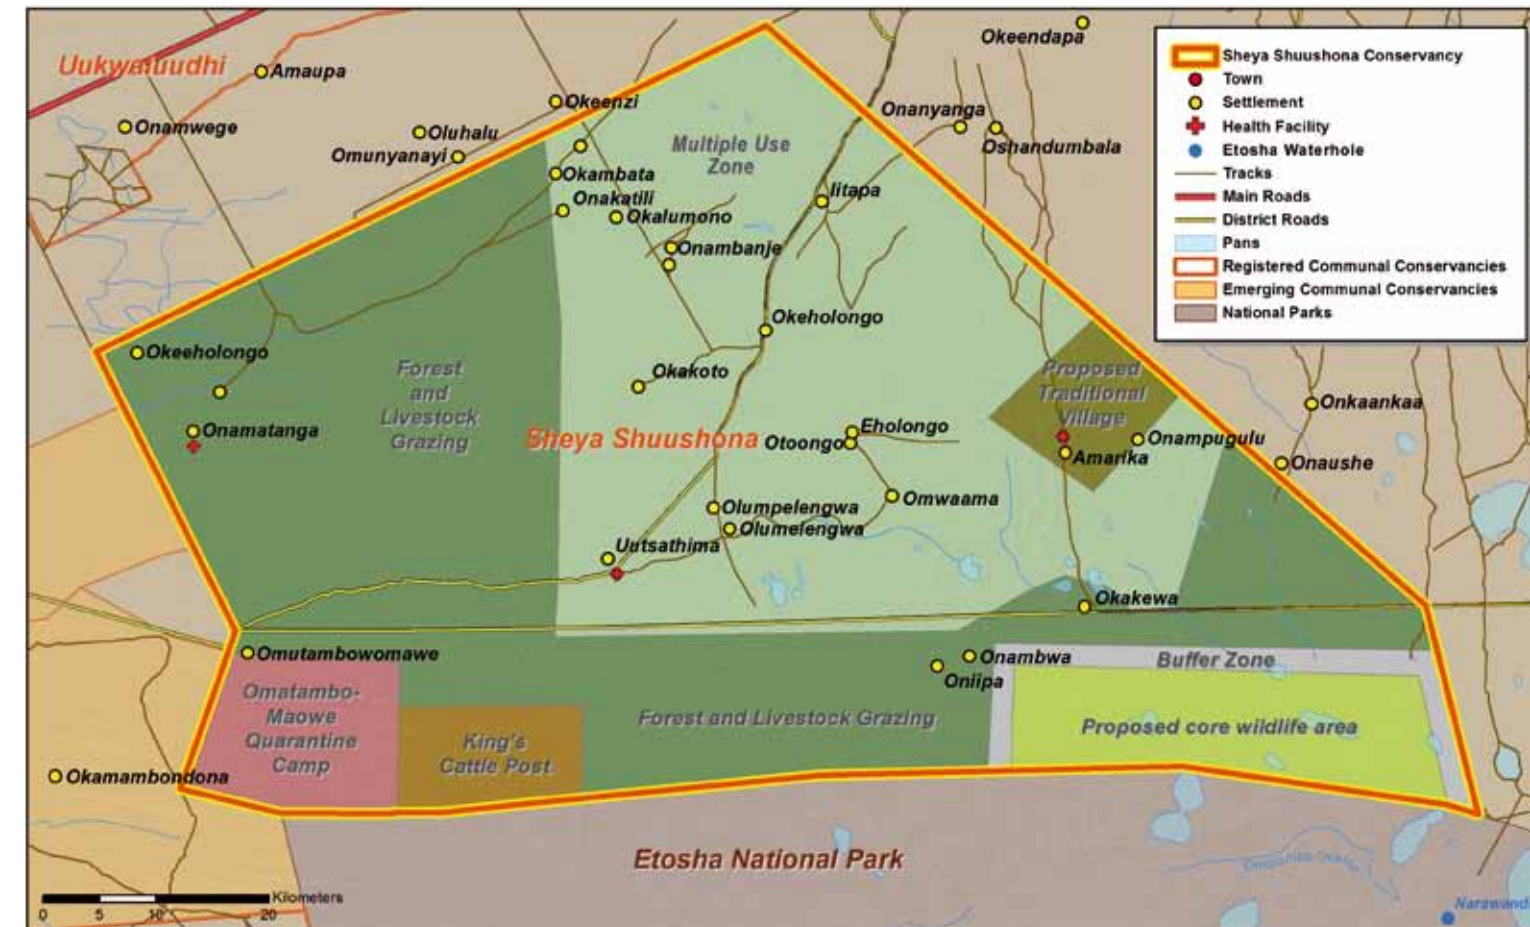 Uukwaluudhi
Amaupa
Onamwege
Oluhalu
Omunyanayi
Okeenzi
Okambata
Onakatili
Okalumono
Onambanje
Multiple Use
Zone
Iitapa
Okeendapa
Onanyanga
Oshandumbala
Sheya Shuushona Conservancy
Town
Settlement
Health Facility
Etosha Waterhole
Tracks
Main Roads
District Roads
Pans
Registered Communal Conservancies
Emerging Communal Conservancies
National Parks
Okeeholongo
Onamatanga
Forest
and
Livestock
Grazing
Okeholongo
Okakoto
Sheya Shuushona
Otoongo
Eholongo
Proposed
Traditional
Village
Onampugulu
Amarika
Onkaankaa
Onaushe
Omwaama
Olumpelengwa
Olumelengwa
Uutsathima
Okakewa
Omutambowomawe
Omatambo-
Maowe
Quarantine
Camp
King's
Cattle Post
Forest and Livestock Grazing
Onambwa
Oniipa
Buffer Zone
Proposed core wildlife area
Okamambondona
Etosha National Park
Kilometers
0 5 10 20
Narawand